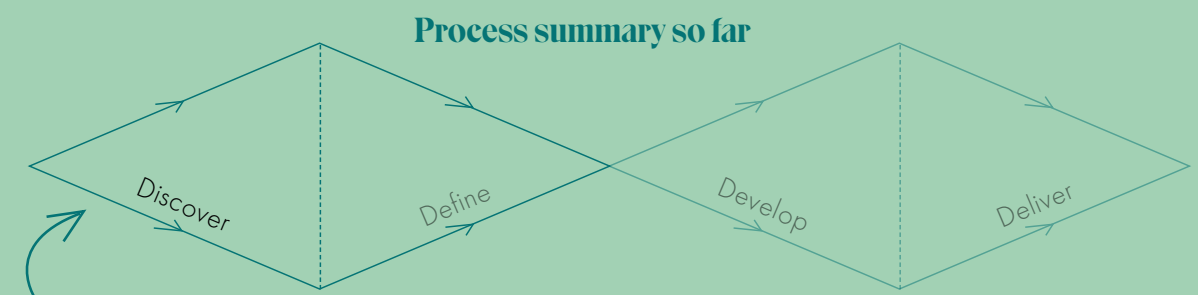 Process summary so far
Discover
Define
Develop
Deliver